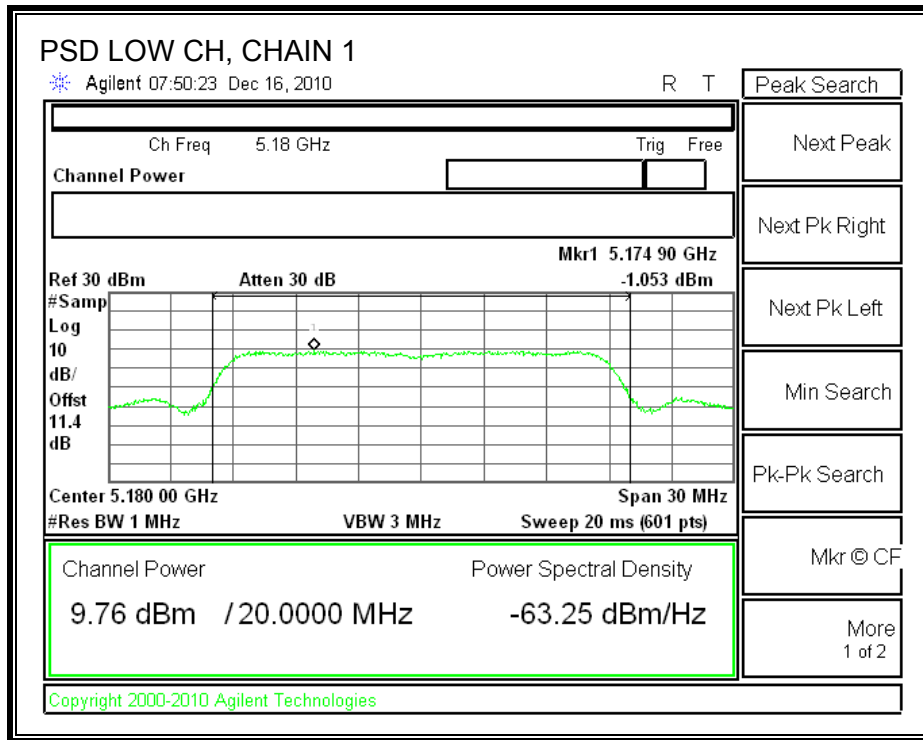 PSD LOW CH, CHAIN 1
Agilent 07:50:23 Dec 16, 2010 R T
Peak Search
Ch Freq 5.18 GHz Trig Free
Channel Power
Next Peak
Next Pk Right
Mkr1 5.174 90 GHz
Ref 30 dBm Atten 30 dB -1.053 dBm
#Samp
Log
10
dB/
Offst
11.4
dB
1
Next Pk Left
Min Search
Pk-Pk Search
Center 5.180 00 GHz Span 30 MHz
#Res BW 1 MHz VBW 3 MHz Sweep 20 ms (601 pts)
Channel Power Power Spectral Density
9.76 dBm / 20.0000 MHz -63.25 dBm/Hz
Mkr © CF
More
1 of 2
Copyright 2000-2010 Agilent Technologies